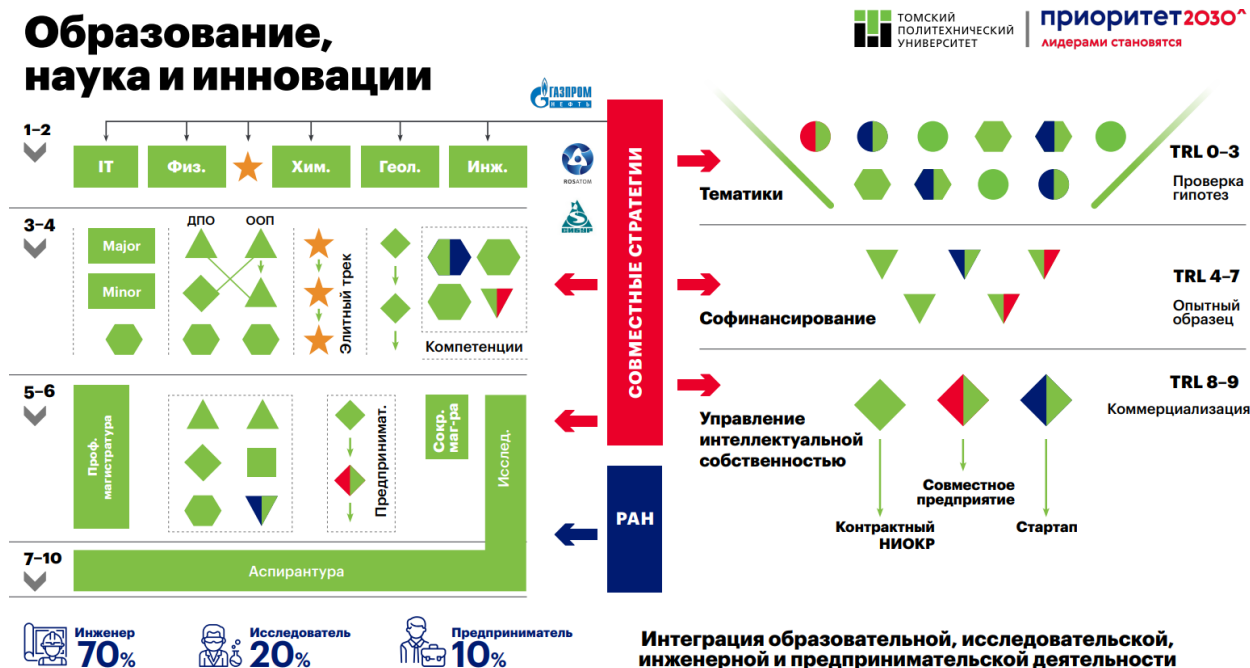 Образование,
наука и инновации
ТОМСКИЙ
ПОЛИТЕХНИЧЕСКИЙ
УНИВЕРСИТЕТ
приоритет2030^
лидерами становятся
ГАЗПРОМ
НЕФТЬ
1–2
IT
Физ.
Хим.
Геол.
Инж.
ROSATOM
СИБУР
3–4
ДПО
ООП
Major
Minor
Элитный трек
Компетенции
5–6
Проф.
магистратура
Предпринимат.
Сокр.
маг-ра
Исслед.
7–10
Аспирантура
СОВМЕСТНЫЕ СТРАТЕГИИ
РАН
Тематики
TRL 0–3
Проверка
гипотез
Софинансирование
TRL 4–7
Опытный
образец
Управление
интеллектуальной
собственностью
TRL 8–9
Коммерциализация
Контрактный
НИОКР
Совместное
предприятие
Стартап
Инженер
70%
Исследователь
20%
Предприниматель
10%
Интеграция образовательной, исследовательской,
инженерной и предпринимательской деятельности